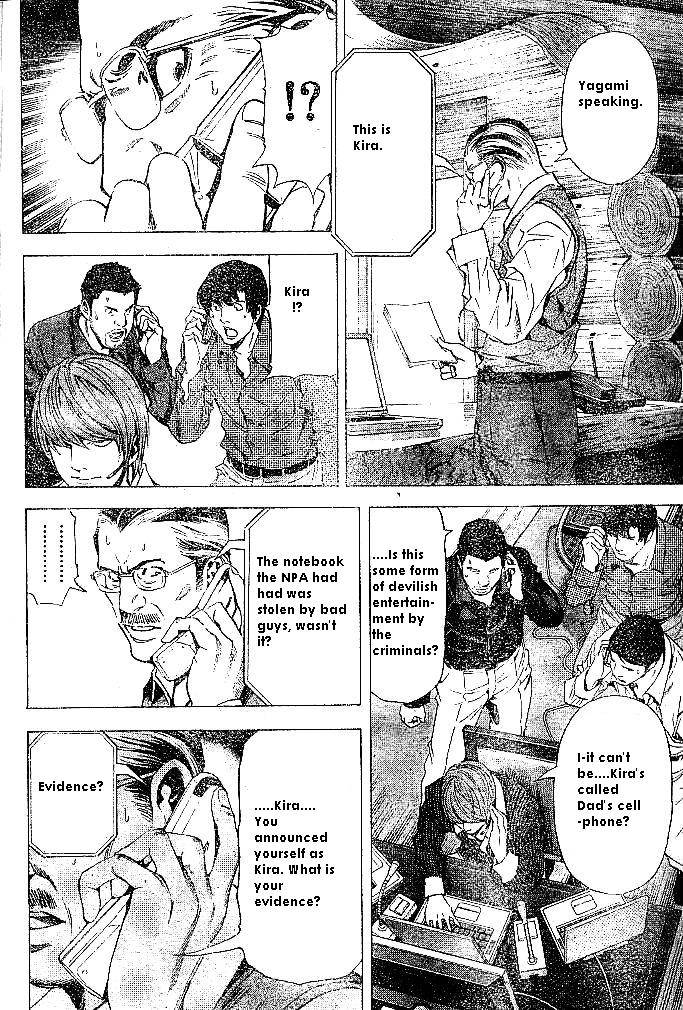 Yagami
speaking.
This is
Kira.
!?
Kira
!?
....Is this
some form
of devilish
entertain-
ment by
the
criminals?
I-it can't
be....Kira's
called
Dad's cell
-phone?
The notebook
the NPA had
had was
stolen by bad
guys, wasn't
it?
..........
.....Kira....
You
announced
yourself as
Kira. What is
your
evidence?
Evidence?